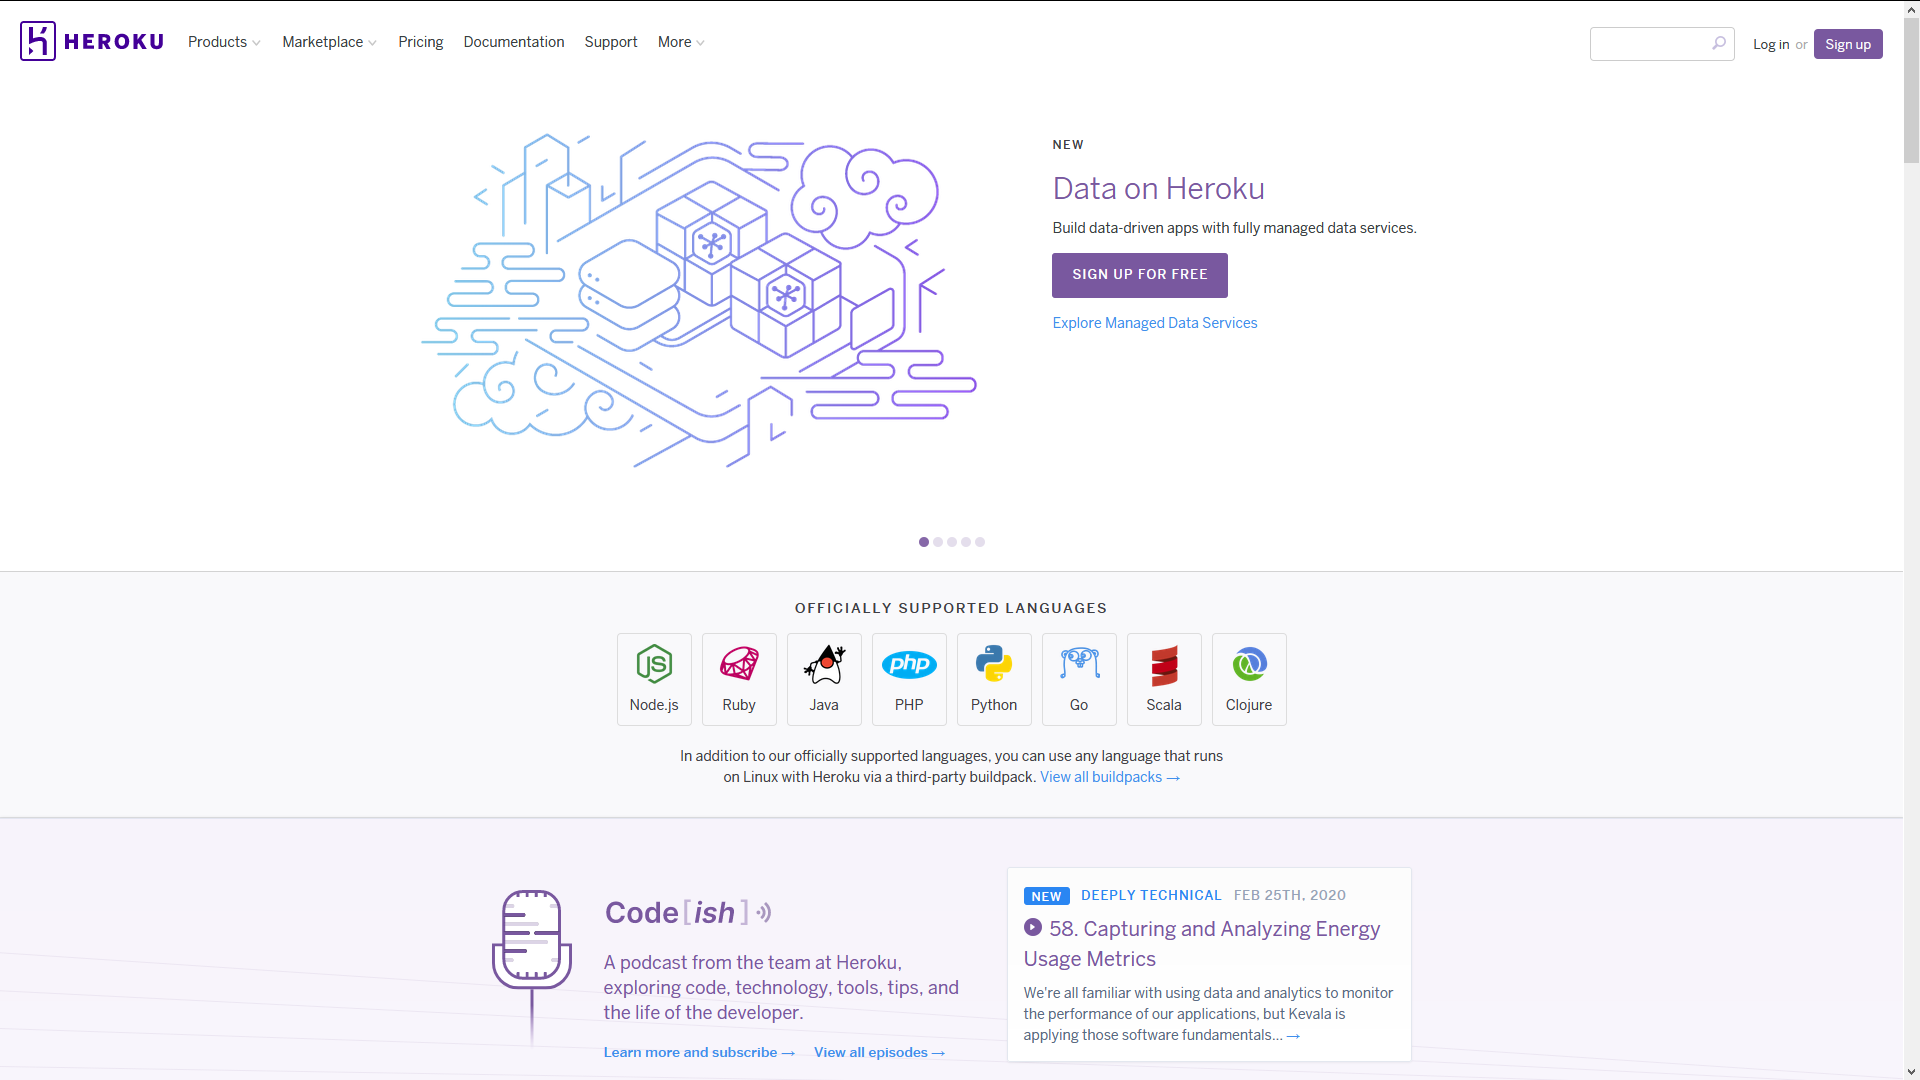 HEROKU
Products
Marketplace
Pricing
Documentation
Support
More
Log in or
Sign up
NEW
Data on Heroku
Build data-driven apps with fully managed data services.
SIGN UP FOR FREE
Explore Managed Data Services
OFFICIALLY SUPPORTED LANGUAGES
JS
php
Node.js
Ruby
Java
PHP
Python
Go
Scala
Clojure
In addition to our officially supported languages, you can use any language that runs
on Linux with Heroku via a third-party buildpack. View all buildpacks →
Code[ish]
A podcast from the team at Heroku,
exploring code, technology, tools, tips, and
the life of the developer.
Learn more and subscribe →
View all episodes →
NEW DEEPLY TECHNICAL FEB 25TH, 2020
58. Capturing and Analyzing Energy
Usage Metrics
We're all familiar with using data and analytics to monitor
the performance of our applications, but Kevala is
applying those software fundamentals... →